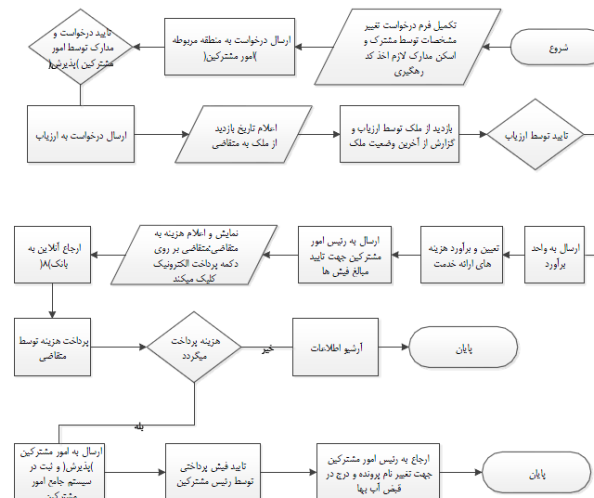 شروع
تکمیل فرم درخواست تغییر
مشخصات توسط مشترک و
اسکن مدارک لازم اخذ کد
رهگیری
ارسال درخواست به منطقه مربوطه
)امور مشترکین(
تایید درخواست و
مدارک توسط امور
مشترکین )پذیرش(
ارسال درخواست به ارزیاب
اعلام تاریخ بازدید
از ملک به متقاضی
بازدید از ملک توسط ارزیاب و
گزارش از آخرین وضعیت ملک
تایید توسط ارزیاب
ارسال به واحد
برآورد
تعیین و برآورد هزینه
های ارائه خدمت
ارسال به رئیس امور
مشترکین جهت تایید
مبالغ فیش ها
نمایش و اعلام هزینه به
متقاضی:متقاضی بر روی
دکمه پرداخت الکترونیک
کلیک میکند
ارجاع آنلاین به
بانک)۸(
پرداخت هزینه توسط
متقاضی
هزینه پرداخت
میگردد
خیر
آرشیو اطلاعات
پایان
بله
ارسال به امور مشترکین
)پذیرش( و ثبت در
سیستم جامع امور
مشترکین
تایید فیش پرداختی
توسط رئیس مشترکین
ارجاع به رئیس امور مشترکین
جهت تغییر نام پرونده و درج در
قبض آب بها
پایان